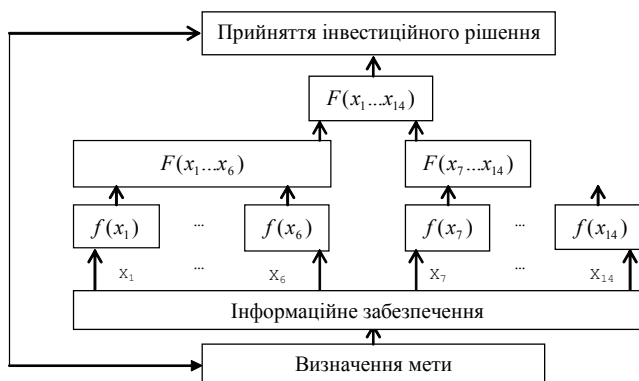 Прийняття інвестиційного рішення
F(x₁...x₁₄)
F(x₁...x₆) F(x₇...x₁₄)
f(x₁) ... f(x₆) f(x₇) ... f(x₁₄)
X₁ ... X₆ X₇ ... X₁₄
Інформаційне забезпечення
Визначення мети